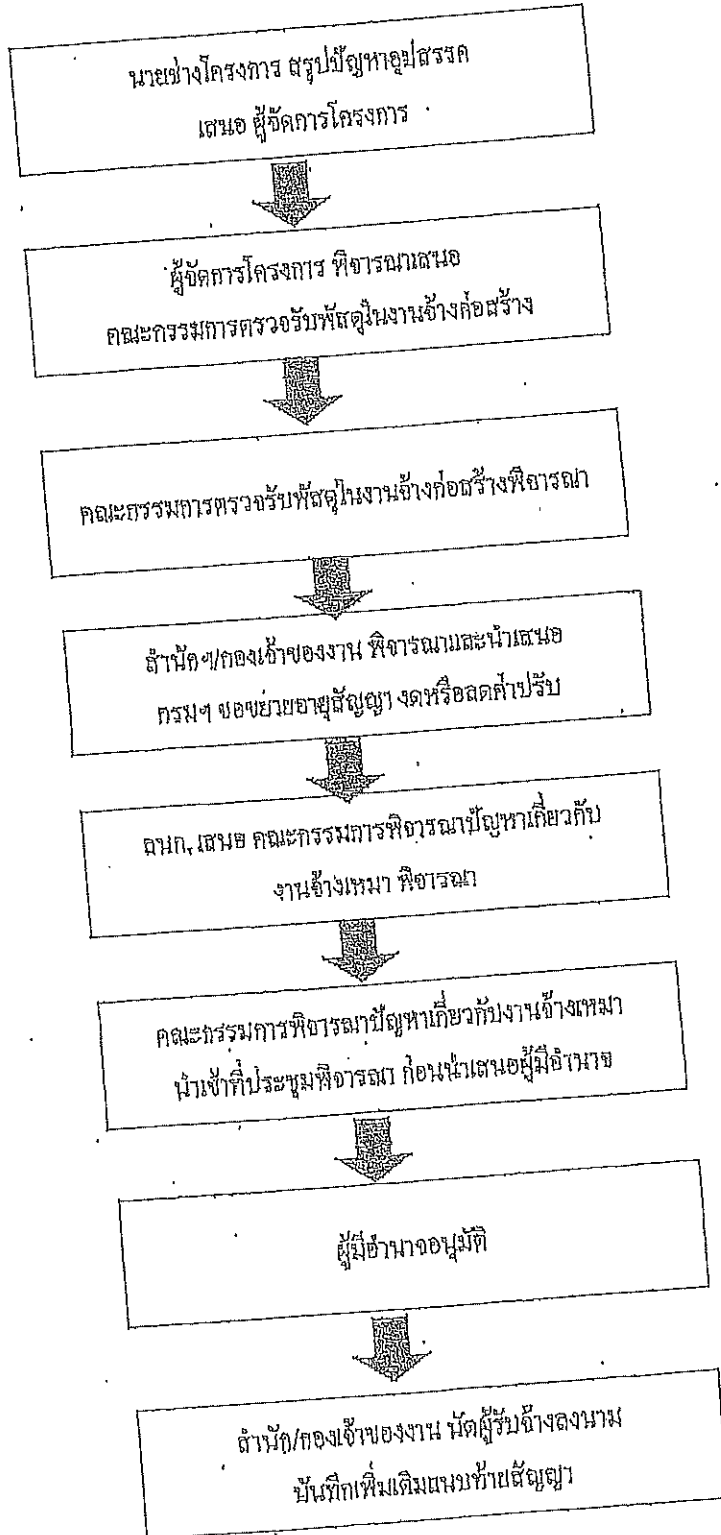 นายช่างโครงการ สรุปปัญหาอุปสรรค
เสนอ ผู้จัดการโครงการ
ผู้จัดการโครงการ พิจารณาเสนอ
คณะกรรมการตรวจรับพัสดุในงานจ้างก่อสร้าง
คณะกรรมการตรวจรับพัสดุในงานจ้างก่อสร้างพิจารณา
สำนักฯ/กองเจ้าของงาน พิจารณาและนำเสนอ
กรมฯ ขอขยายอายุสัญญา งดหรือลดค่าปรับ
เสนอ คณะกรรมการพิจารณาปัญหาเกี่ยวกับ
งานจ้างเหมา พิจารณา
คณะกรรมการพิจารณาปัญหาเกี่ยวกับงานจ้างเหมา
นำเข้าที่ประชุมพิจารณา ก่อนนำเสนอผู้มีอำนาจ
ผู้มีอำนาจอนุมัติ
สำนัก/กองเจ้าของงาน นัดผู้รับจ้างลงนาม
บันทึกเพิ่มเติมแนบท้ายสัญญา